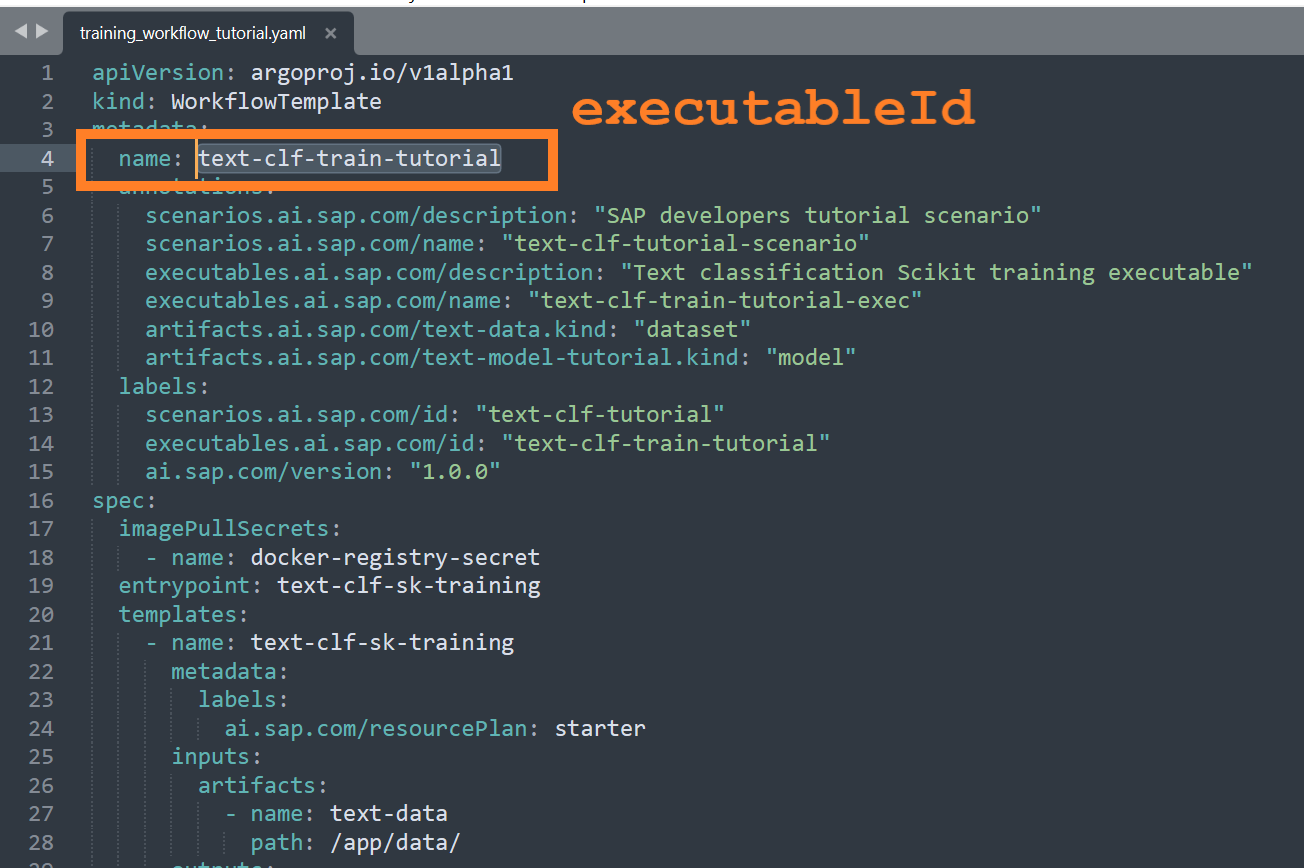 training_workflow_tutorial.yaml ×
executableId
1 apiVersion: argoproj.io/v1alpha1
2 kind: WorkflowTemplate
3 metadata:
4 name: text-clf-train-tutorial
5 annotations:
6 scenarios.ai.sap.com/description: "SAP developers tutorial scenario"
7 scenarios.ai.sap.com/name: "text-clf-tutorial-scenario"
8 executables.ai.sap.com/description: "Text classification Scikit training executable"
9 executables.ai.sap.com/name: "text-clf-train-tutorial-exec"
10 artifacts.ai.sap.com/text-data.kind: "dataset"
11 artifacts.ai.sap.com/text-model-tutorial.kind: "model"
12 labels:
13 scenarios.ai.sap.com/id: "text-clf-tutorial"
14 executables.ai.sap.com/id: "text-clf-train-tutorial"
15 ai.sap.com/version: "1.0.0"
16 spec:
17 imagePullSecrets:
18 - name: docker-registry-secret
19 entrypoint: text-clf-sk-training
20 templates:
21 - name: text-clf-sk-training
22 metadata:
23 labels:
24 ai.sap.com/resourcePlan: starter
25 inputs:
26 artifacts:
27 - name: text-data
28 path: /app/data/
29 outputs: